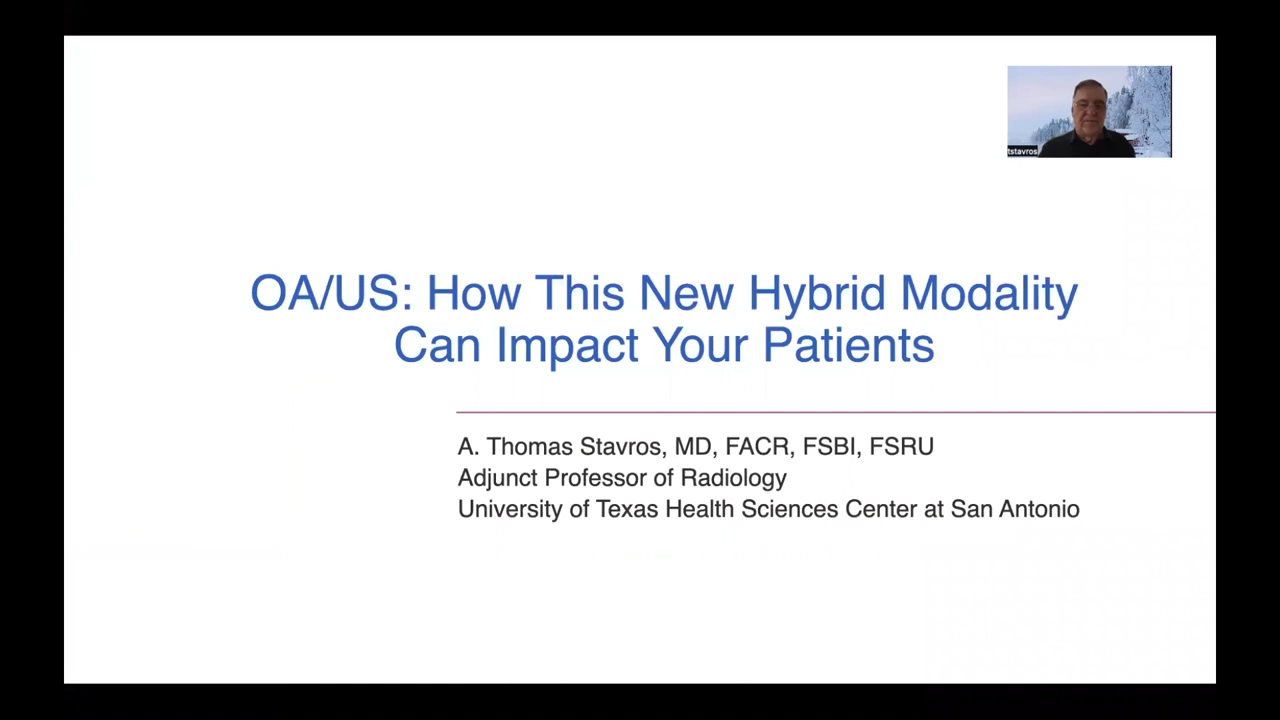 tstavros
OA/US: How This New Hybrid Modality
Can Impact Your Patients
A. Thomas Stavros, MD, FACR, FSBI, FSRU
Adjunct Professor of Radiology
University of Texas Health Sciences Center at San Antonio